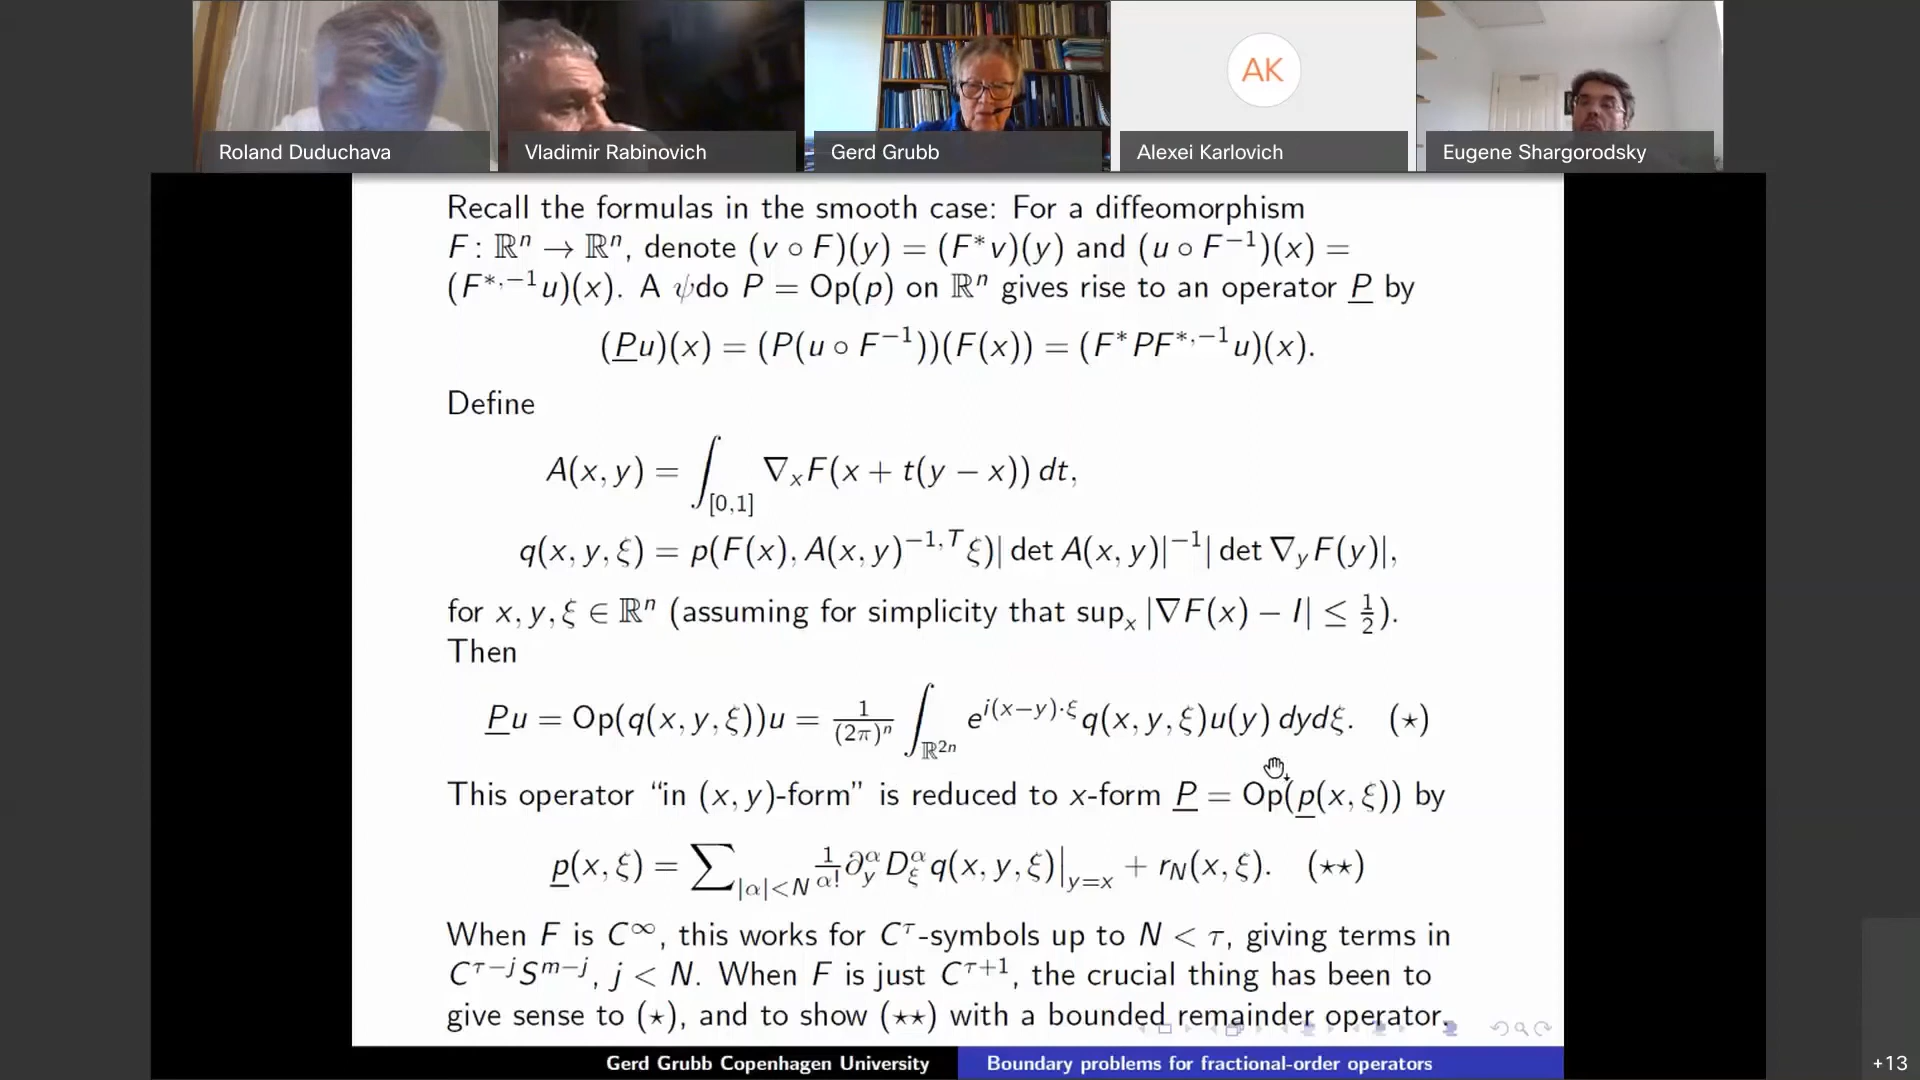 Roland Duduchava
Vladimir Rabinovich
Gerd Grubb
AK
Alexei Karlovich
Eugene Shargorodsky
Recall the formulas in the smooth case: For a diffeomorphism
F: ℝⁿ → ℝⁿ, denote (v ∘ F)(y) = (F*v)(y) and (u ∘ F⁻¹)(x) =
(F*,⁻¹u)(x). A ψdo P = Op(p) on ℝⁿ gives rise to an operator P̲ by
(P̲u)(x) = (P(u ∘ F⁻¹))(F(x)) = (F*PF*,⁻¹u)(x).
Define
A(x, y) = ∫_[0,1] ∇ₓF(x + t(y − x)) dt,
q(x, y, ξ) = p(F(x), A(x, y)^{−1,T}ξ)| det A(x, y)|⁻¹| det ∇_yF(y)|,
for x, y, ξ ∈ ℝⁿ (assuming for simplicity that supₓ |∇F(x) − I| ≤ 1/2).
Then
P̲u = Op(q(x, y, ξ))u = 1/(2π)ⁿ ∫_{ℝ²ⁿ} e^{i(x−y)·ξ}q(x, y, ξ)u(y) dydξ. (⋆)
This operator “in (x, y)-form” is reduced to x-form P̲ = Op(p̲(x, ξ)) by
p̲(x, ξ) = ∑_{|α|<N} 1/α! ∂_y^α D_ξ^α q(x, y, ξ)|_{y=x} + r_N(x, ξ). (⋆⋆)
When F is C^∞, this works for C^τ-symbols up to N < τ, giving terms in
C^{τ−j}S^{m−j}, j < N. When F is just C^{τ+1}, the crucial thing has been to
give sense to (⋆), and to show (⋆⋆) with a bounded remainder operator.
Gerd Grubb Copenhagen University
Boundary problems for fractional-order operators
+13